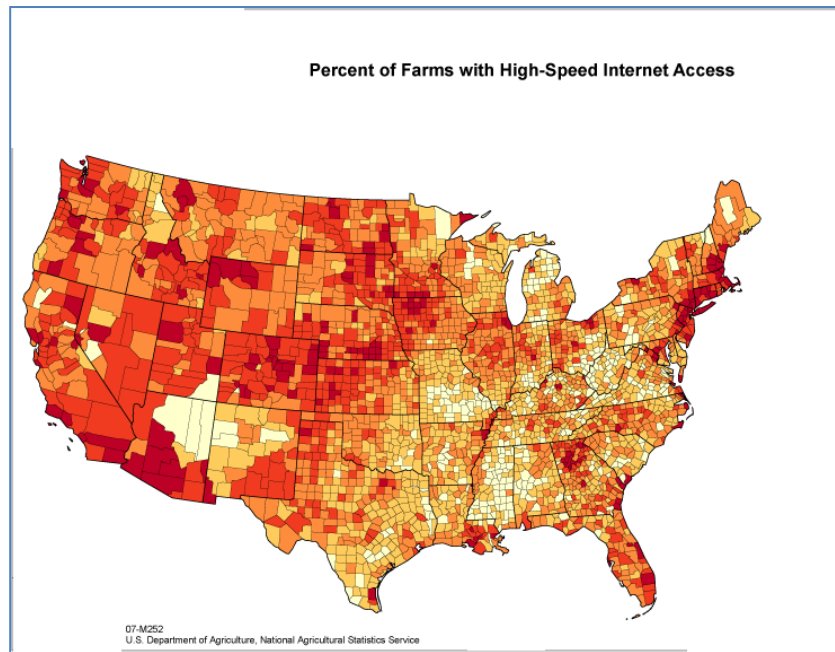 Percent of Farms with High-Speed Internet Access
07-M252
U.S. Department of Agriculture, National Agricultural Statistics Service